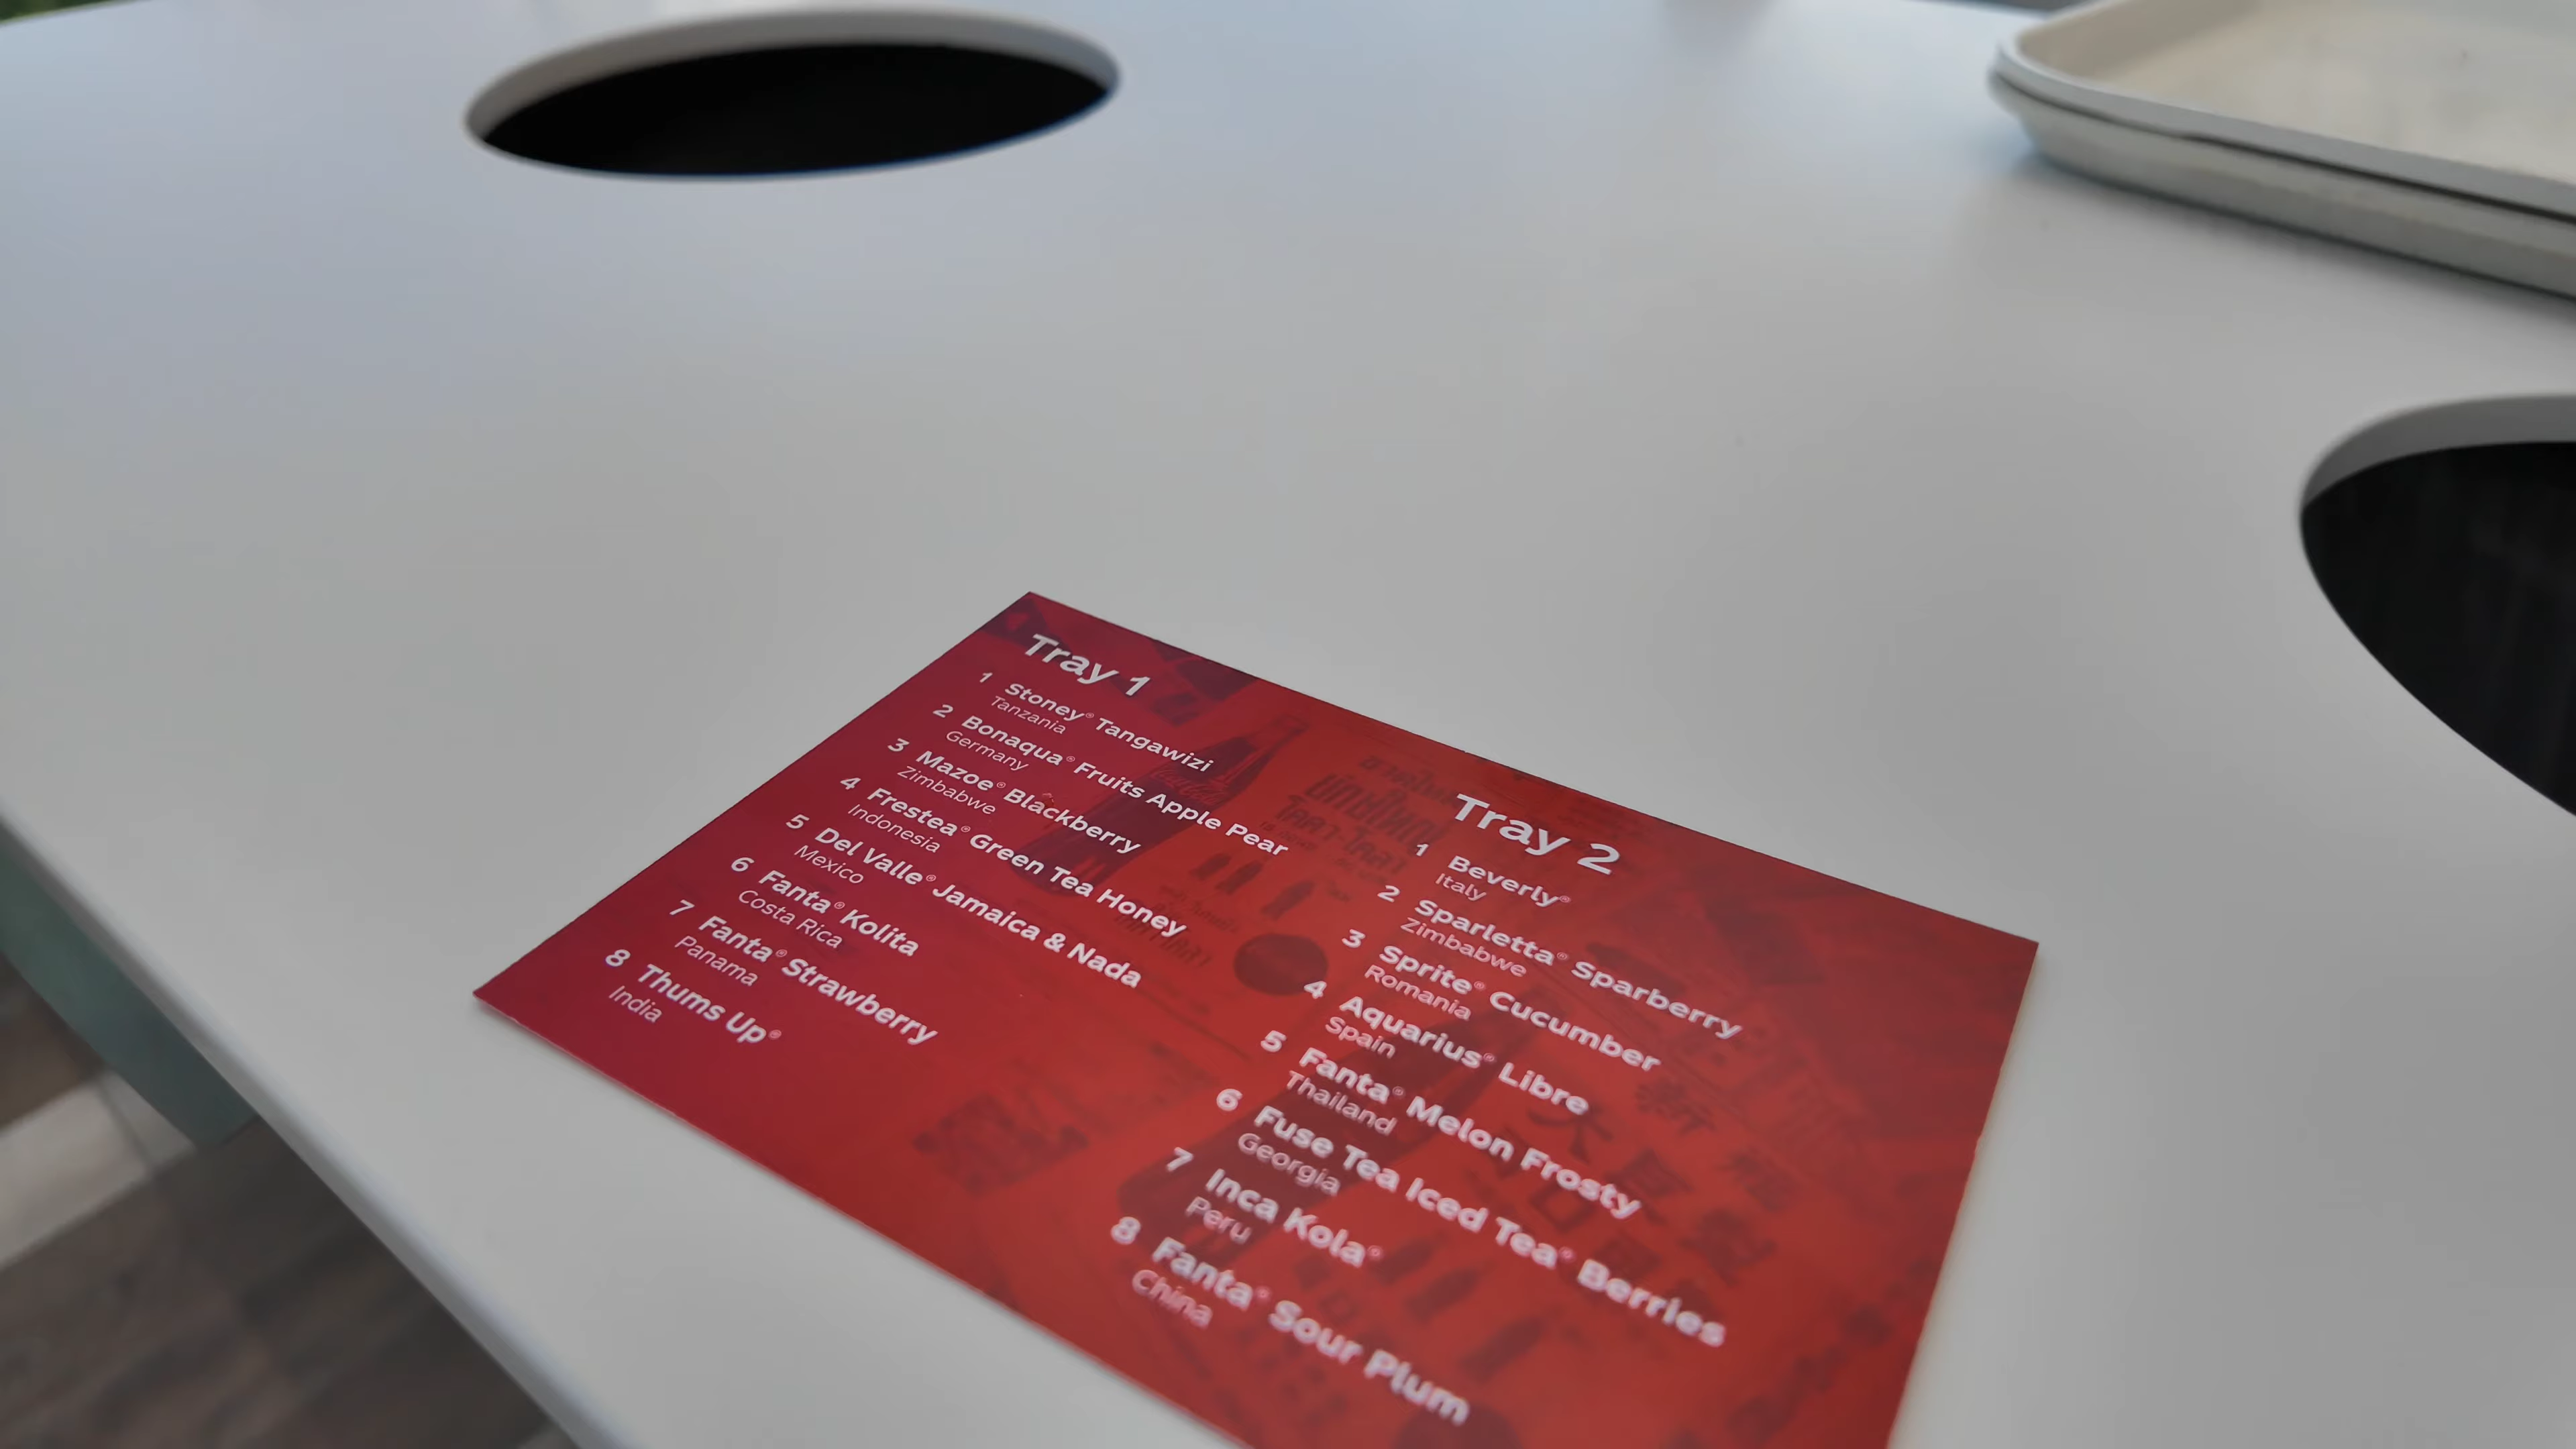 Tray 1
1 Stoney® Tangawizi
Tanzania
2 Bonaqua® Fruits Apple Pear
Germany
3 Mazoe® Blackberry
Zimbabwe
4 Frestea® Green Tea Honey
Indonesia
5 Del Valle® Jamaica & Nada
Mexico
6 Fanta® Kolita
Costa Rica
7 Fanta® Strawberry
Panama
8 Thums Up®
India
Tray 2
1 Beverly®
Italy
2 Sparletta® Sparberry
Zimbabwe
3 Sprite® Cucumber
Romania
4 Aquarius® Libre
Spain
5 Fanta® Melon Frosty
Thailand
6 Fuse Tea Iced Tea® Berries
Georgia
7 Inca Kola®
Peru
8 Fanta® Sour Plum
China